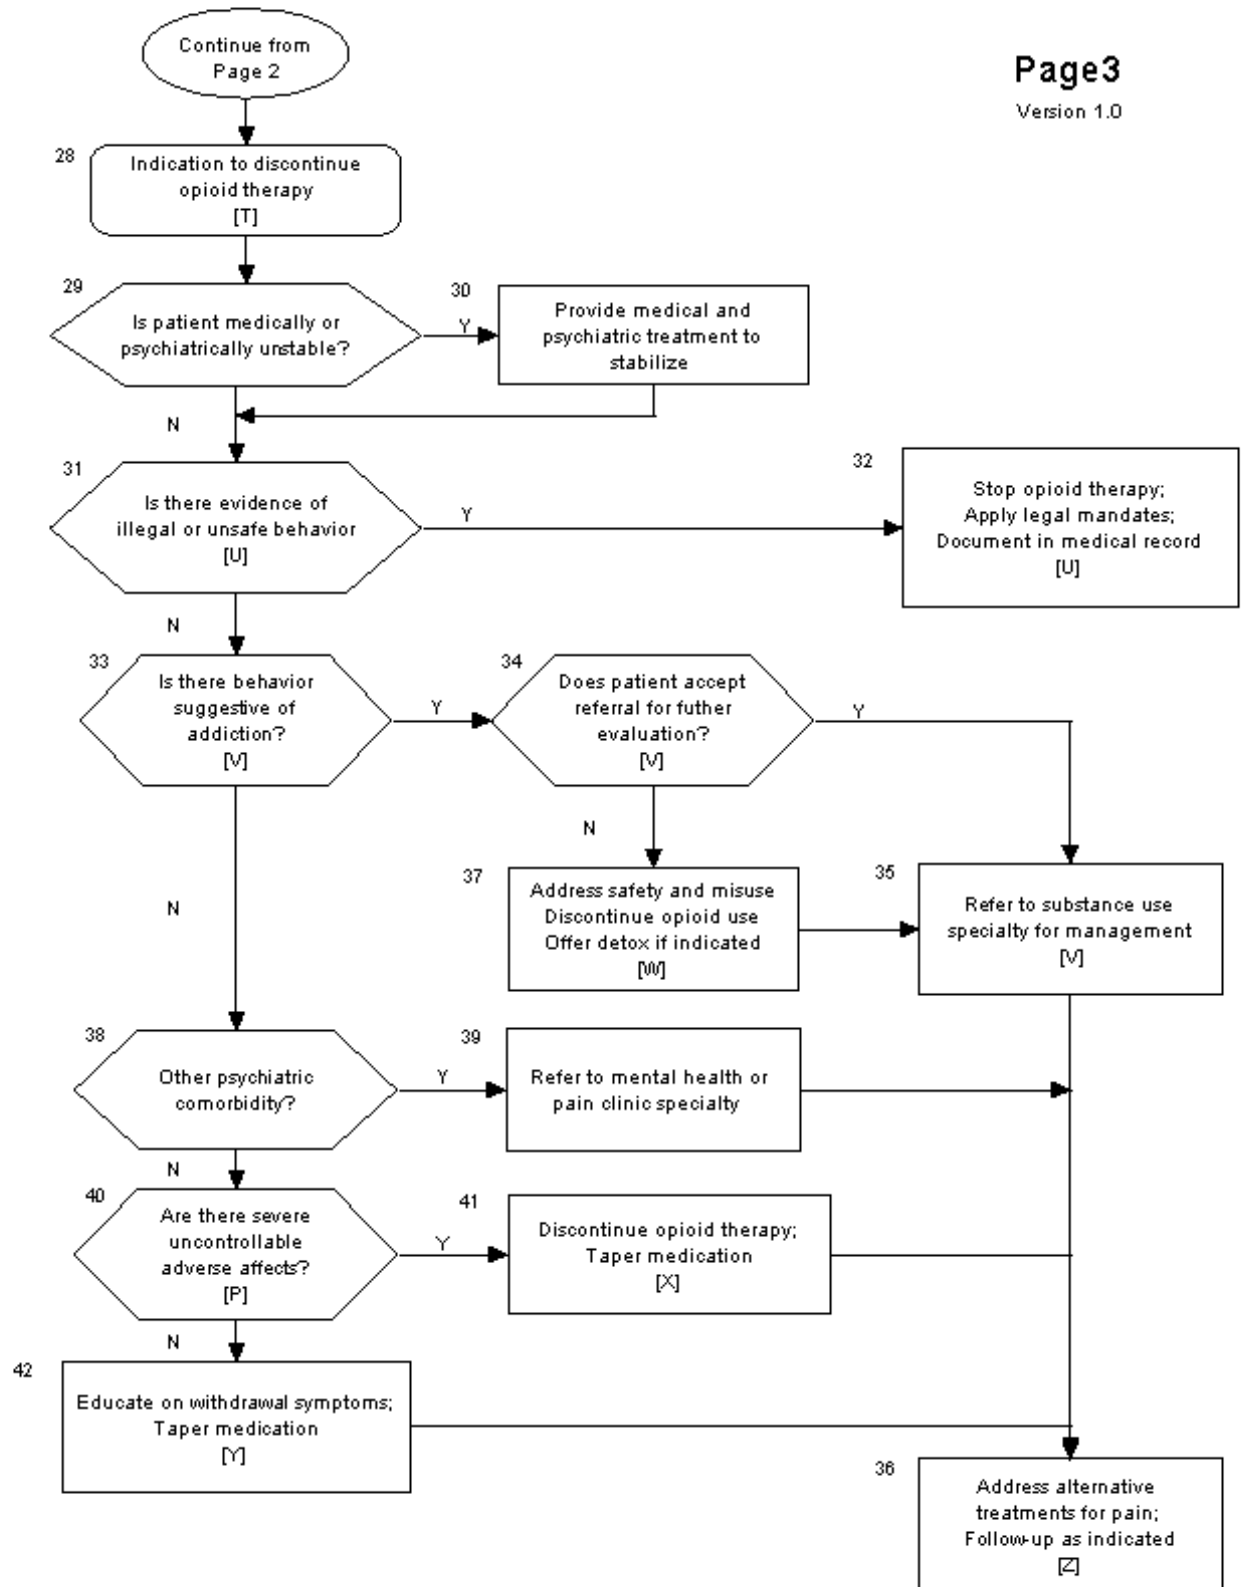 Continue from
Page 2
Page3
Version 1.0
28
Indication to discontinue
opioid therapy
[T]
29
Is patient medically or
psychiatrically unstable?
Y
30
Provide medical and
psychiatric treatment to
stabilize
N
31
Is there evidence of
illegal or unsafe behavior
[U]
Y
32
Stop opioid therapy;
Apply legal mandates;
Document in medical record
[U]
N
33
Is there behavior
suggestive of
addiction?
[V]
Y
34
Does patient accept
referral for futher
evaluation?
[V]
Y
N
37
Address safety and misuse
Discontinue opioid use
Offer detox if indicated
[W]
35
Refer to substance use
specialty for management
[V]
N
38
Other psychiatric
comorbidity?
Y
39
Refer to mental health or
pain clinic specialty
N
40
Are there severe
uncontrollable
adverse affects?
[P]
Y
41
Discontinue opioid therapy;
Taper medication
[X]
N
42
Educate on withdrawal symptoms;
Taper medication
[Y]
36
Address alternative
treatments for pain;
Follow-up as indicated
[Z]